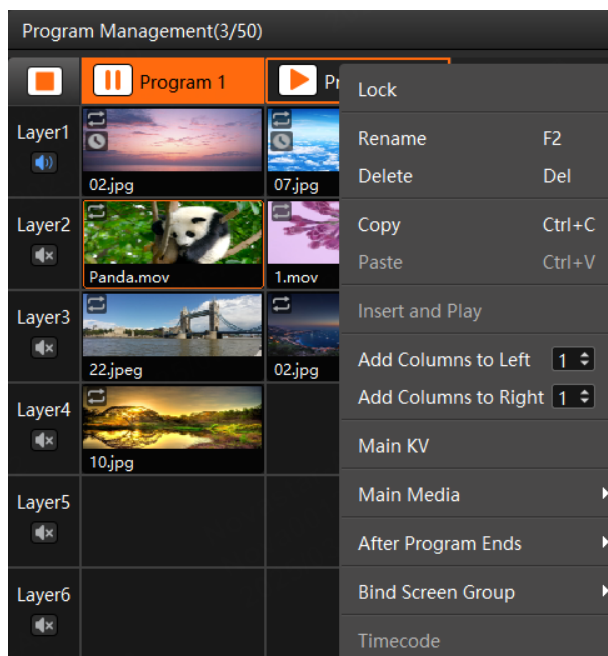 Program Management(3/50)
Program 1
Pr
Lock
Rename F2
Delete Del
Copy Ctrl+C
Paste Ctrl+V
Insert and Play
Add Columns to Left 1
Add Columns to Right 1
Main KV
Main Media
After Program Ends
Bind Screen Group
Timecode
Layer1
02.jpg
07.jpg
Layer2
Panda.mov
1.mov
Layer3
22.jpeg
02.jpg
Layer4
10.jpg
Layer5
Layer6